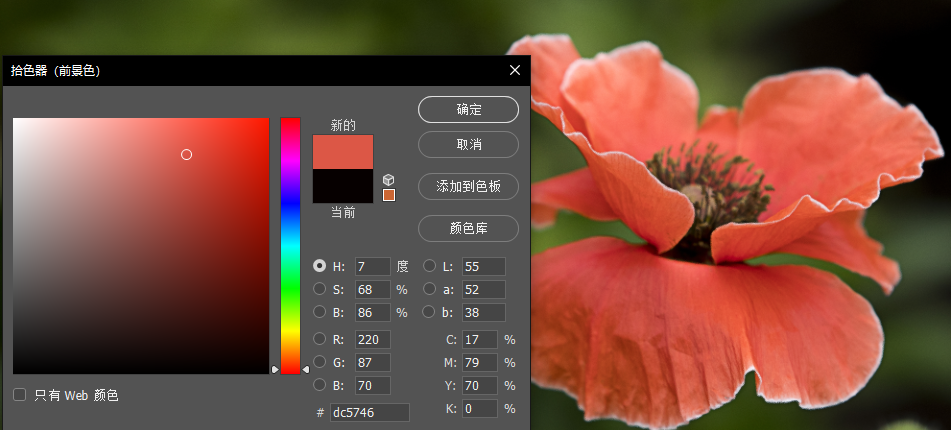 拾色器（前景色）
确定
新的
取消
添加到色板
当前
颜色库
H: 7 度 L: 55
S: 68 % a: 52
B: 86 % b: 38
R: 220 C: 17 %
G: 87 M: 79 %
B: 70 Y: 70 %
K: 0 %
只有 Web 颜色
# dc5746